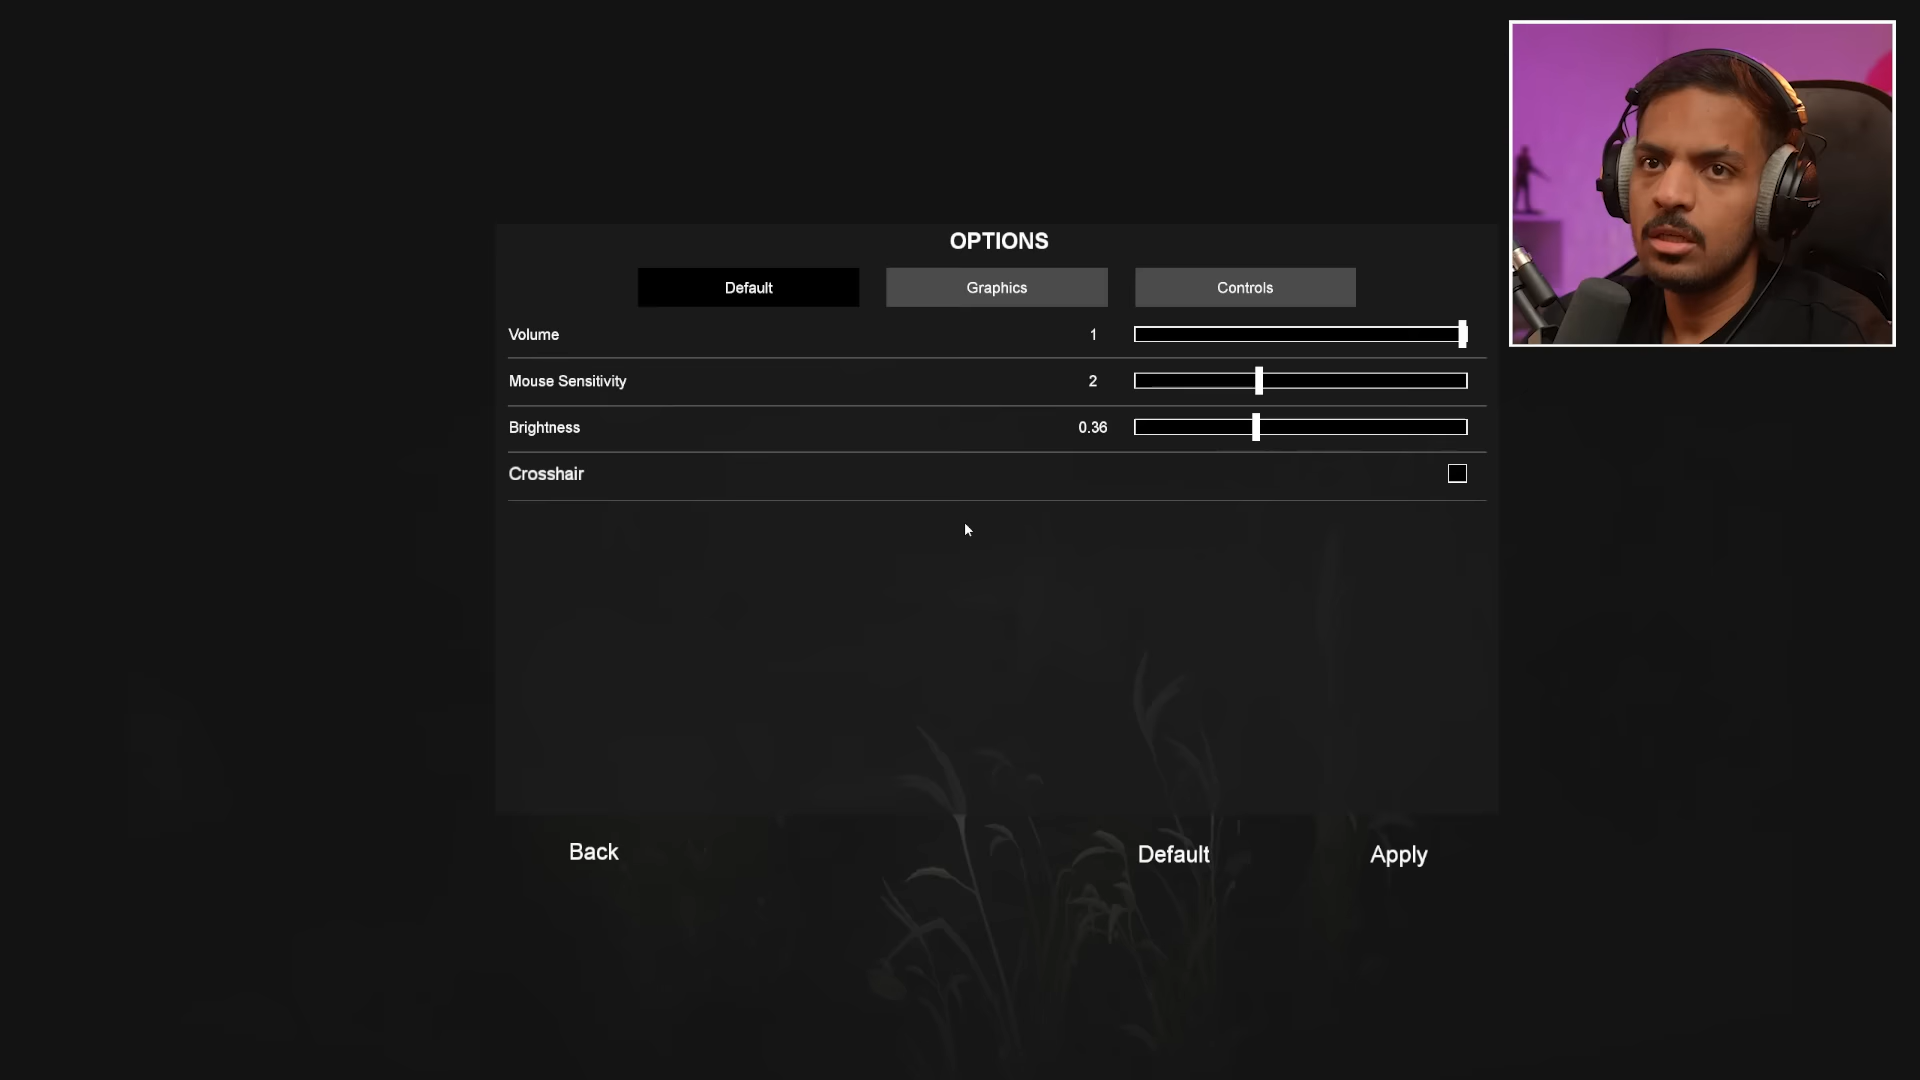 OPTIONS
Default Graphics Controls
Volume 1
Mouse Sensitivity 2
Brightness 0.36
Crosshair
Back Default Apply